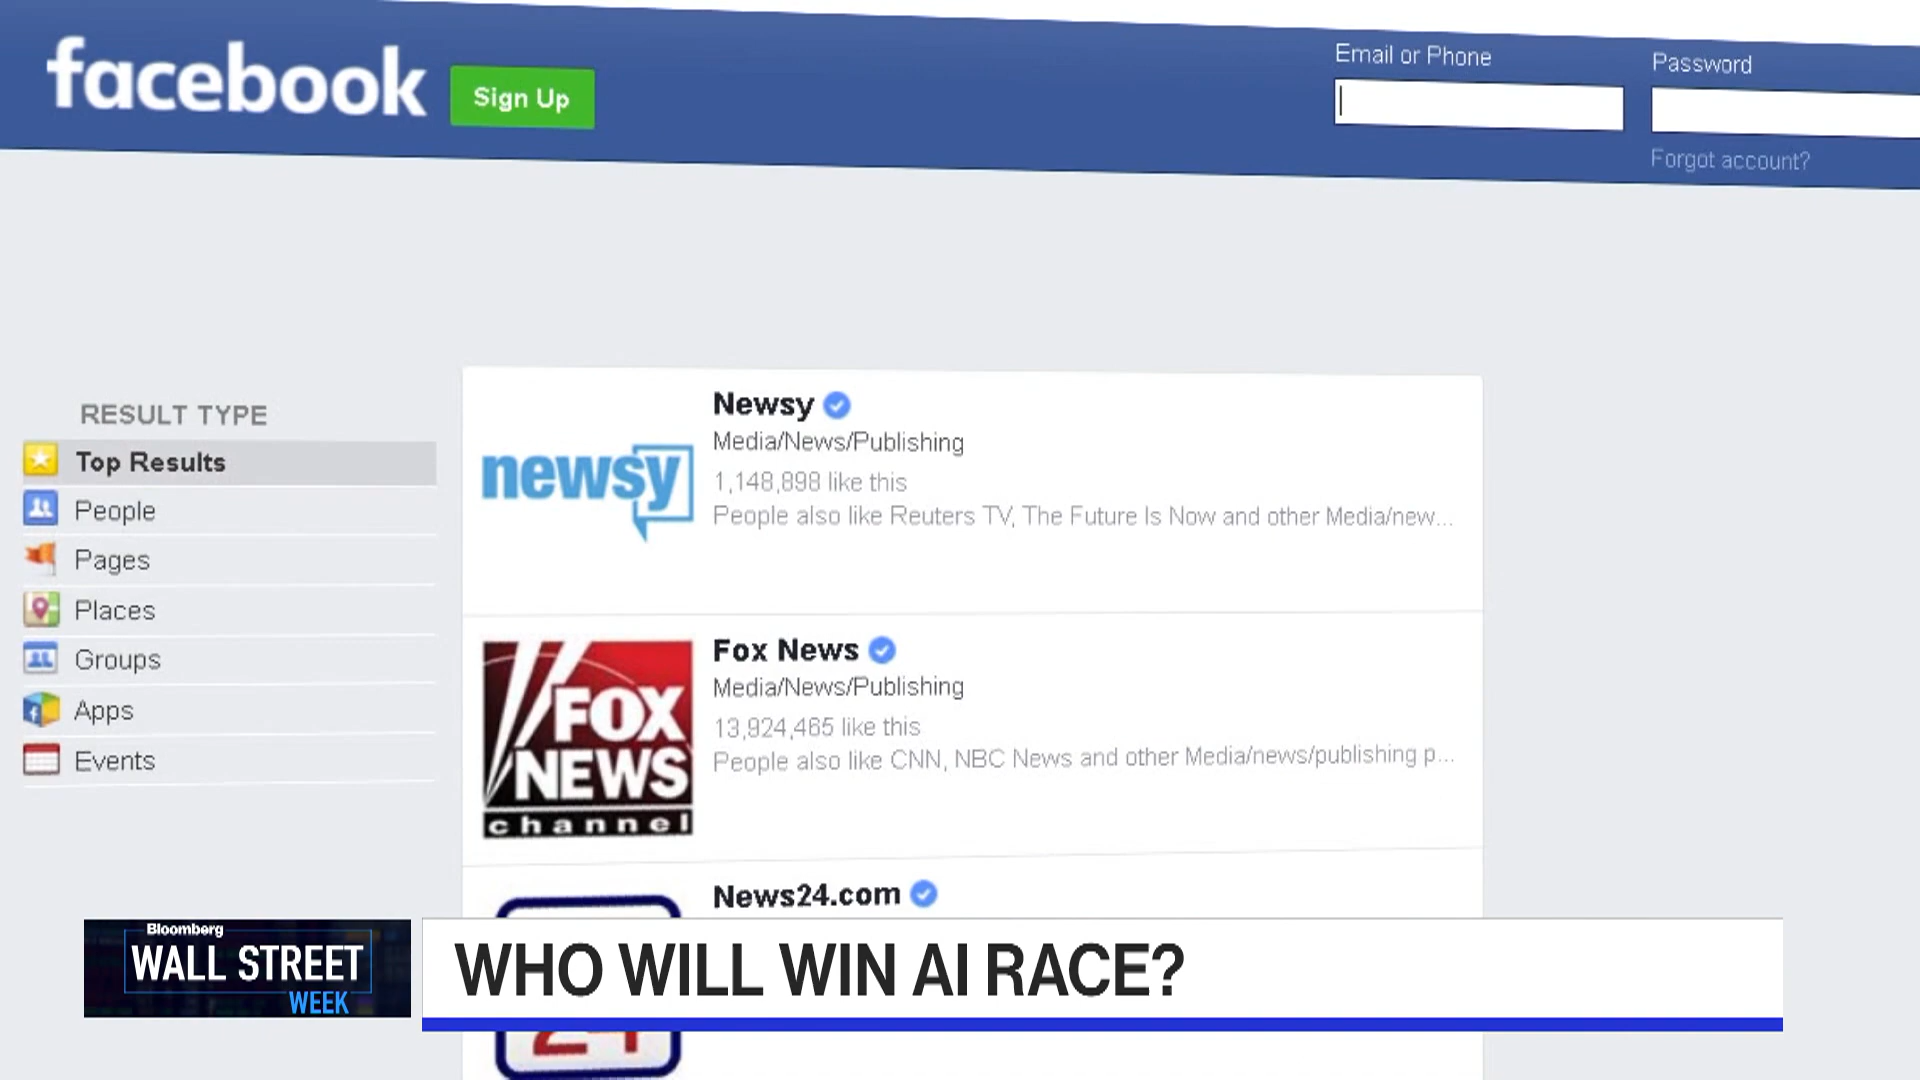 facebook
Sign Up
Email or Phone
Password
Forgot account?
RESULT TYPE
Top Results
People
Pages
Places
Groups
Apps
Events
newsy
Newsy
Media/News/Publishing
1,148,898 like this
People also like Reuters TV, The Future Is Now and other Media/new...
FOX
NEWS
channel
Fox News
Media/News/Publishing
13,924,465 like this
People also like CNN, NBC News and other Media/news/publishing p...
News24.com
24
Bloomberg
WALL STREET
WEEK
WHO WILL WIN AI RACE?